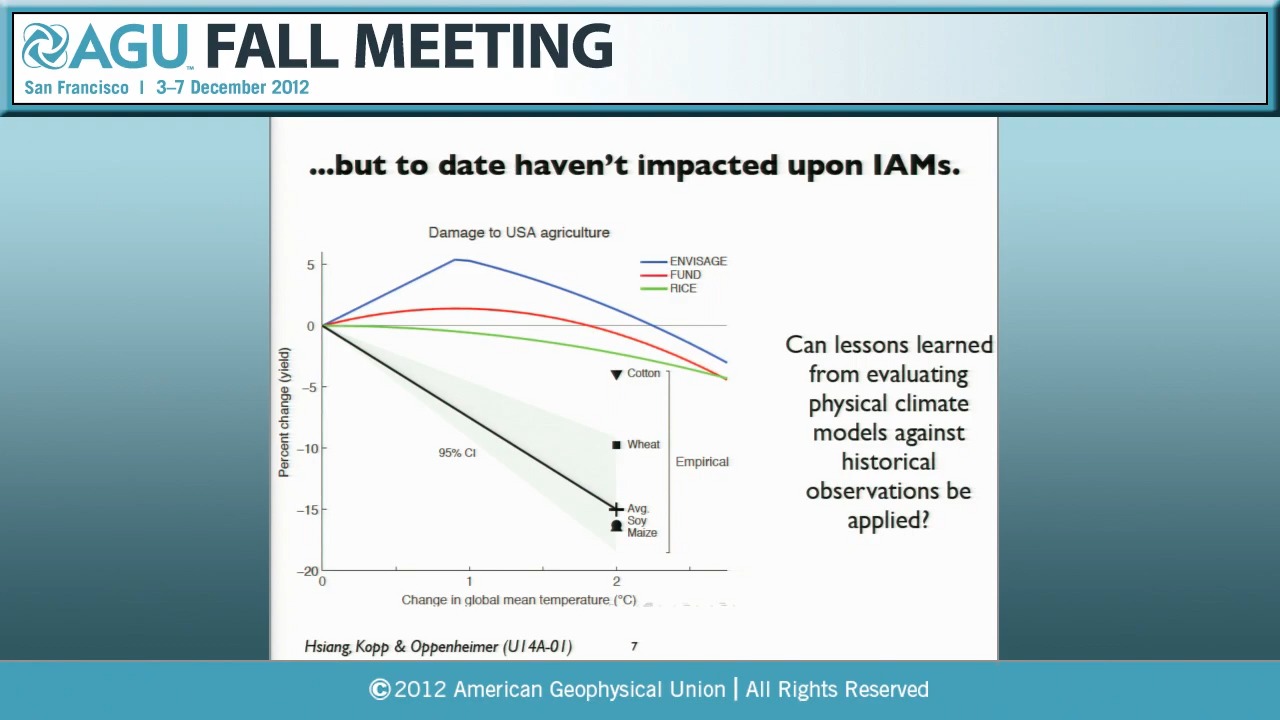 AGU FALL MEETING
San Francisco | 3–7 December 2012
...but to date haven't impacted upon IAMs.
Damage to USA agriculture
ENVISAGE
FUND
RICE
5
0
−5
−10
−15
−20
Percent change (yield)
Cotton
Wheat
Avg.
Soy
Maize
Empirical
95% CI
0
1
2
Change in global mean temperature (°C)
Can lessons learned
from evaluating
physical climate
models against
historical
observations be
applied?
Hsiang, Kopp & Oppenheimer (U14A-01)
7
©2012 American Geophysical Union | All Rights Reserved